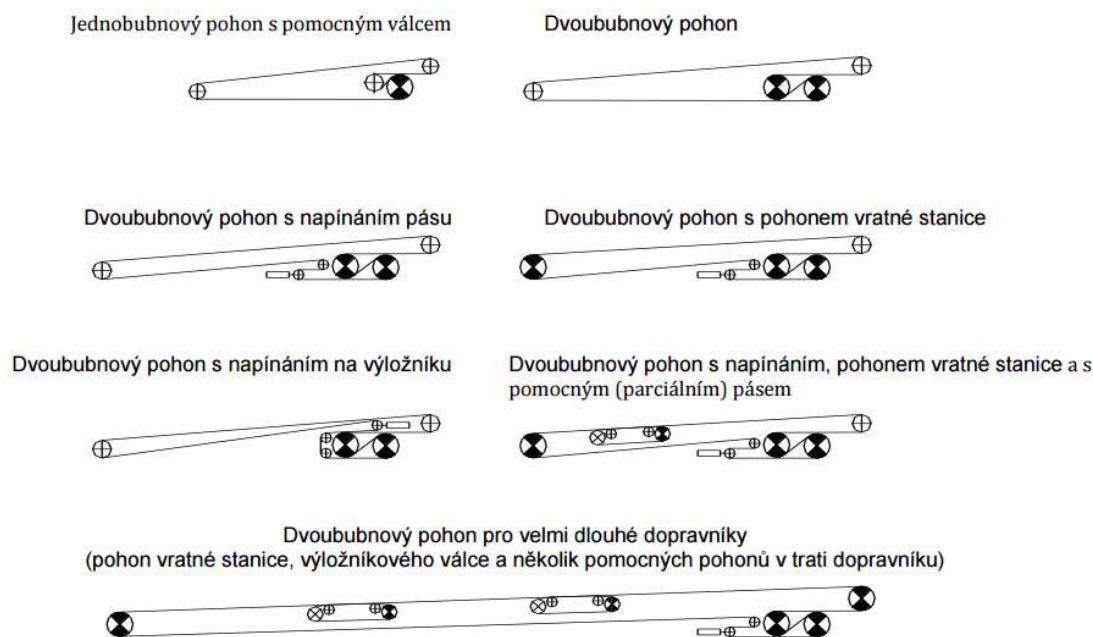 Jednobubnový pohon s pomocným válcem
Dvoububnový pohon
Dvoububnový pohon s napínáním pásu
Dvoububnový pohon s pohonem vratné stanice
Dvoububnový pohon s napínáním na výložníku
Dvoububnový pohon s napínáním, pohonem vratné stanice a s
pomocným (parciálním) pásem
Dvoububnový pohon pro velmi dlouhé dopravníky
(pohon vratné stanice, výložníkového válce a několik pomocných pohonů v trati dopravníku)